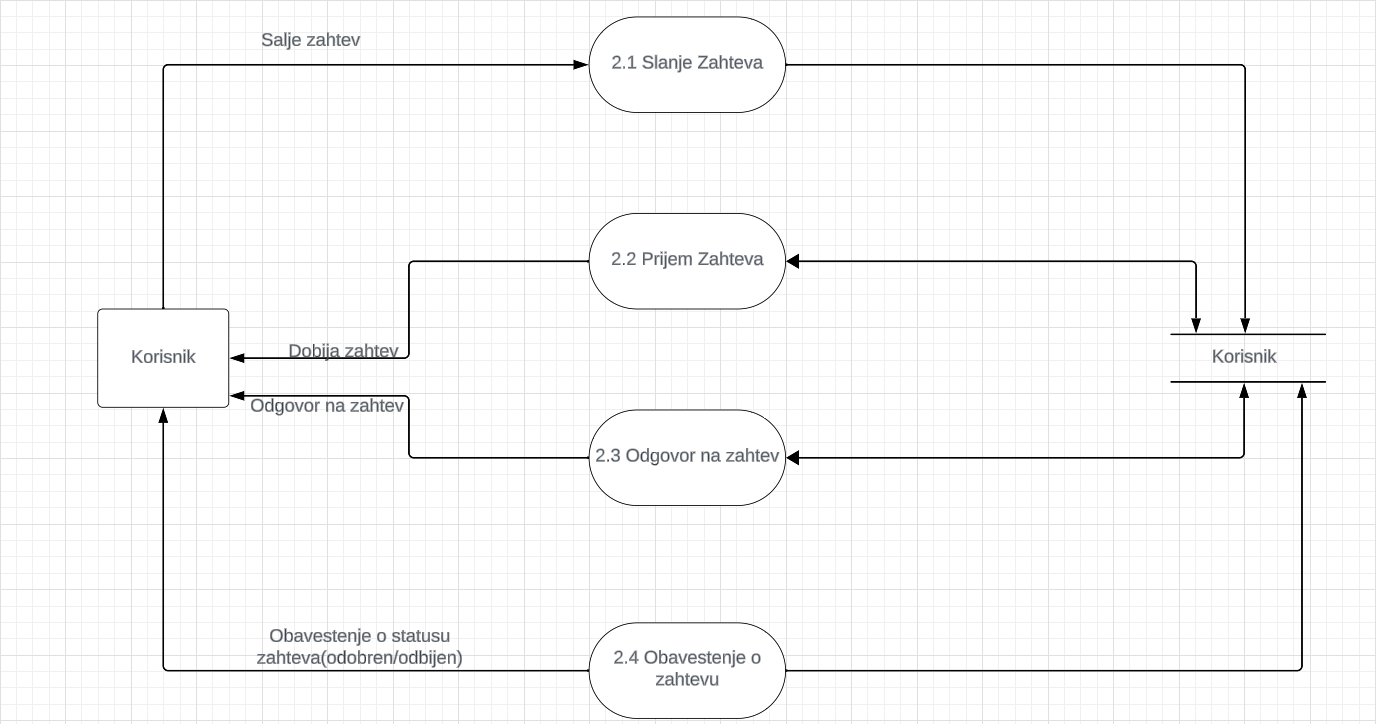 Salje zahtev
2.1 Slanje Zahteva
2.2 Prijem Zahteva
Dobija zahtev
Korisnik
Korisnik
Odgovor na zahtev
2.3 Odgovor na zahtev
Obavestenje o statusu
zahteva(odobren/odbijen)
2.4 Obavestenje o
zahtevu